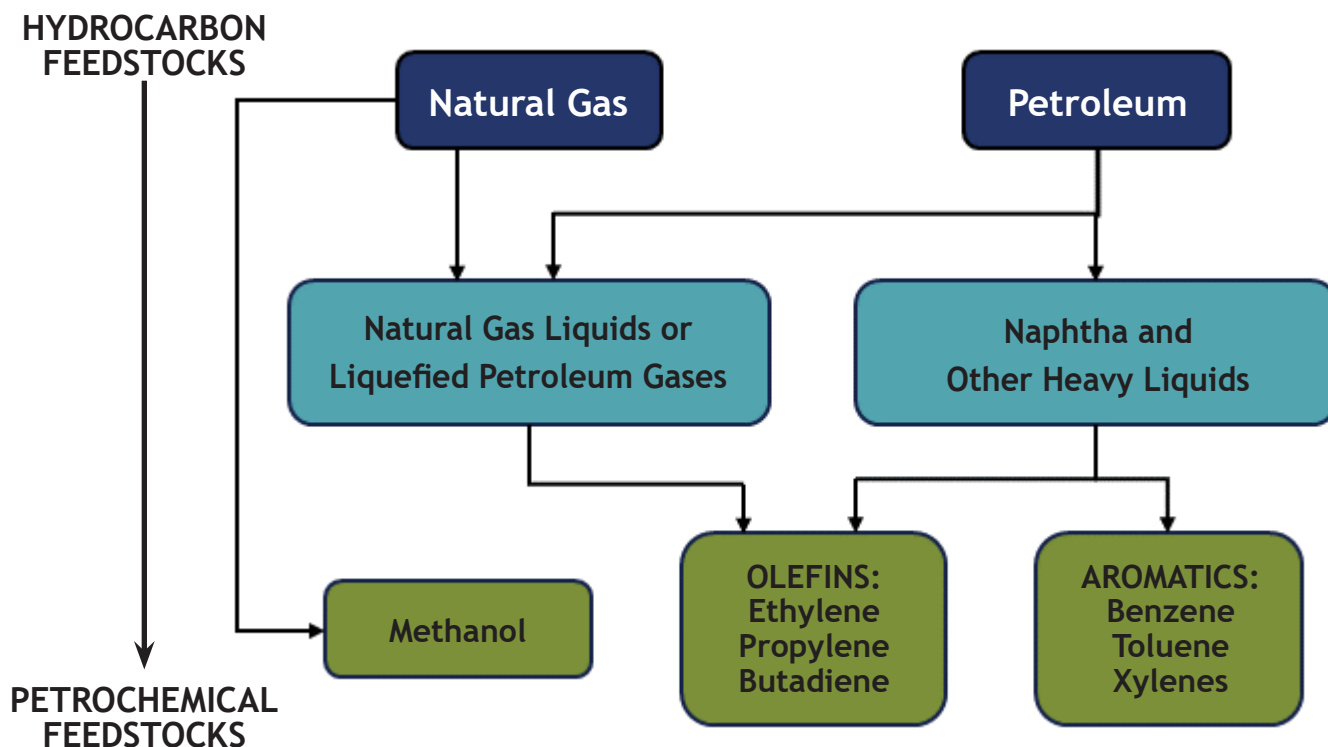 HYDROCARBON
FEEDSTOCKS
Natural Gas
Petroleum
Natural Gas Liquids or
Liquefied Petroleum Gases
Naphtha and
Other Heavy Liquids
Methanol
OLEFINS:
Ethylene
Propylene
Butadiene
AROMATICS:
Benzene
Toluene
Xylenes
PETROCHEMICAL
FEEDSTOCKS